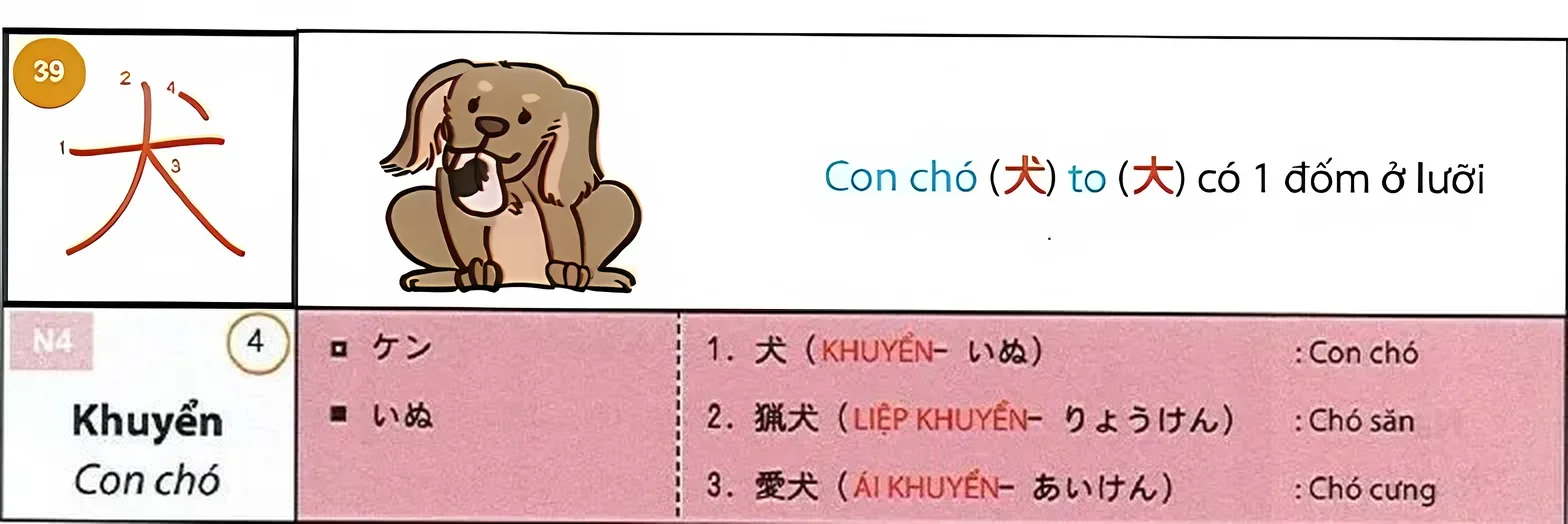 39
1 2 3 4
犬
Con chó (犬) to (大) có 1 đốm ở lưỡi
N4
4
Khuyển
Con chó
ケン
いぬ
1. 犬 (KHUYỂN- いぬ) : Con chó
2. 猟犬 (LIỆP KHUYỂN- りょうけん) : Chó săn
3. 愛犬 (ÁI KHUYỂN- あいけん) : Chó cưng